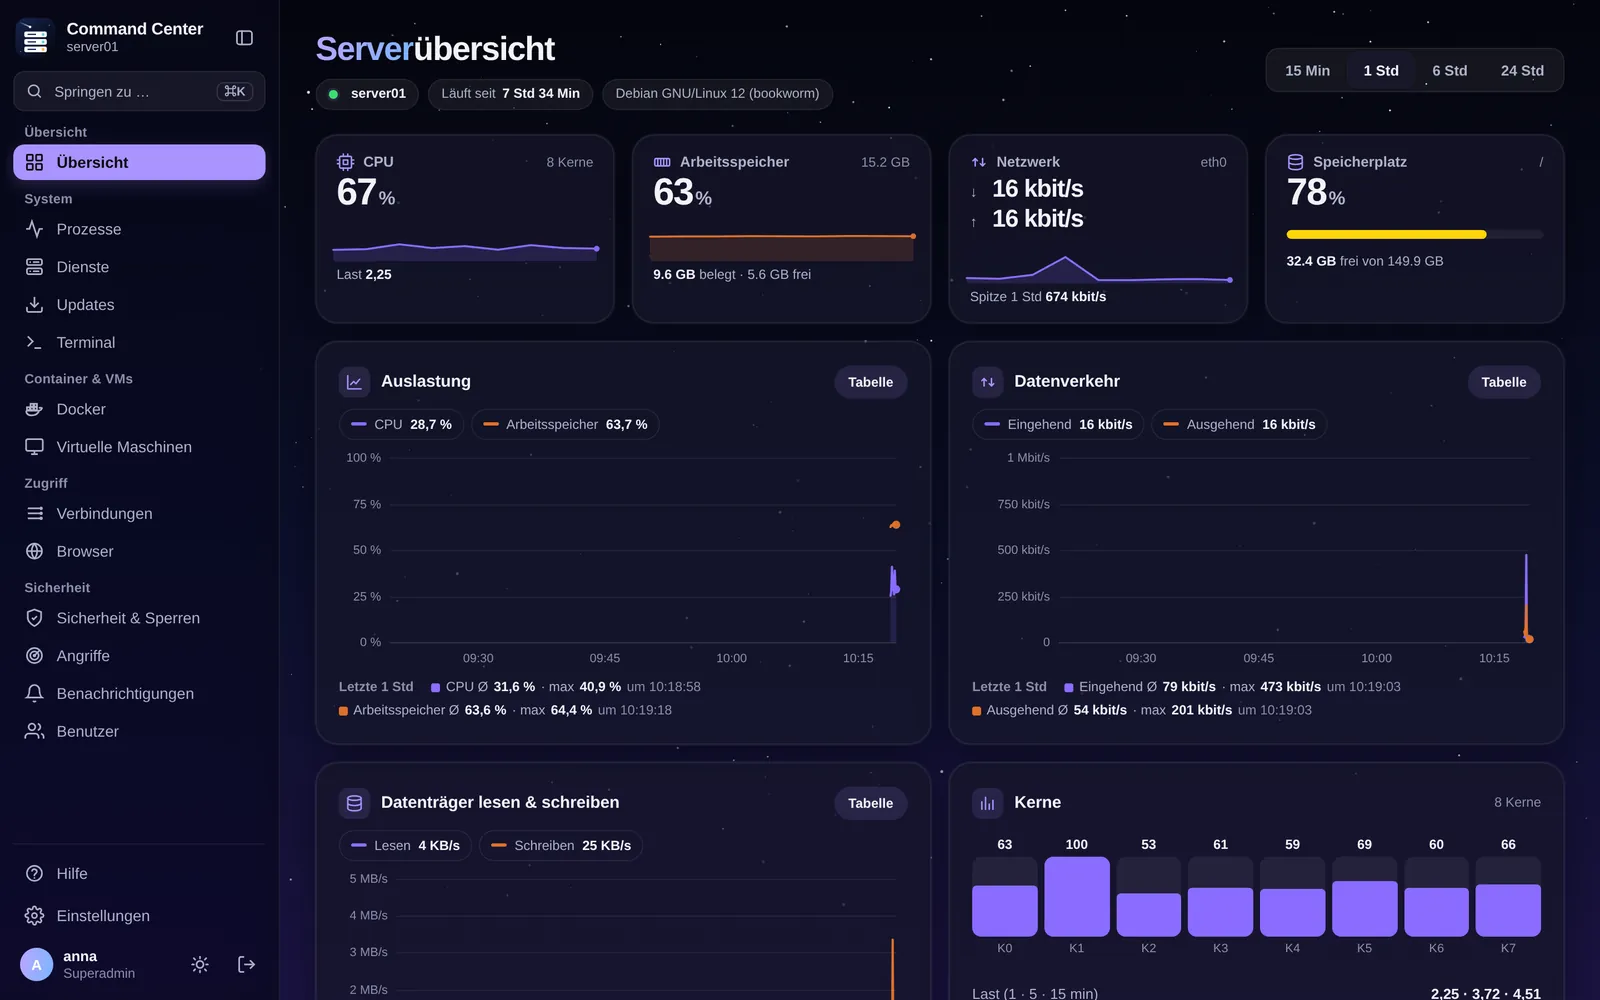 Command Center
server01
Springen zu …
⌘K
Übersicht
Übersicht
System
Prozesse
Dienste
Updates
Terminal
Container & VMs
Docker
Virtuelle Maschinen
Zugriff
Verbindungen
Browser
Sicherheit
Sicherheit & Sperren
Angriffe
Benachrichtigungen
Benutzer
Hilfe
Einstellungen
A
anna
Superadmin
Serverübersicht
server01
Läuft seit 7 Std 34 Min
Debian GNU/Linux 12 (bookworm)
15 Min 1 Std 6 Std 24 Std
CPU 8 Kerne
67 %
Last 2,25
Arbeitsspeicher 15.2 GB
63 %
9.6 GB belegt · 5.6 GB frei
Netzwerk eth0
↓ 16 kbit/s
↑ 16 kbit/s
Spitze 1 Std 674 kbit/s
Speicherplatz /
78 %
32.4 GB frei von 149.9 GB
Auslastung Tabelle
CPU 28,7 % Arbeitsspeicher 63,7 %
100 %
75 %
50 %
25 %
0 %
09:30 09:45 10:00 10:15
Letzte 1 Std CPU Ø 31,6 % · max 40,9 % um 10:18:58
Arbeitsspeicher Ø 63,6 % · max 64,4 % um 10:19:18
Datenverkehr Tabelle
Eingehend 16 kbit/s Ausgehend 16 kbit/s
1 Mbit/s
750 kbit/s
500 kbit/s
250 kbit/s
0
09:30 09:45 10:00 10:15
Letzte 1 Std Eingehend Ø 79 kbit/s · max 473 kbit/s um 10:19:03
Ausgehend Ø 54 kbit/s · max 201 kbit/s um 10:19:03
Datenträger lesen & schreiben Tabelle
Lesen 4 KB/s Schreiben 25 KB/s
5 MB/s
4 MB/s
3 MB/s
2 MB/s
Kerne 8 Kerne
63 100 53 61 59 69 60 66
K0 K1 K2 K3 K4 K5 K6 K7
Last (1 · 5 · 15 min) 2,25 · 3,72 · 4,51